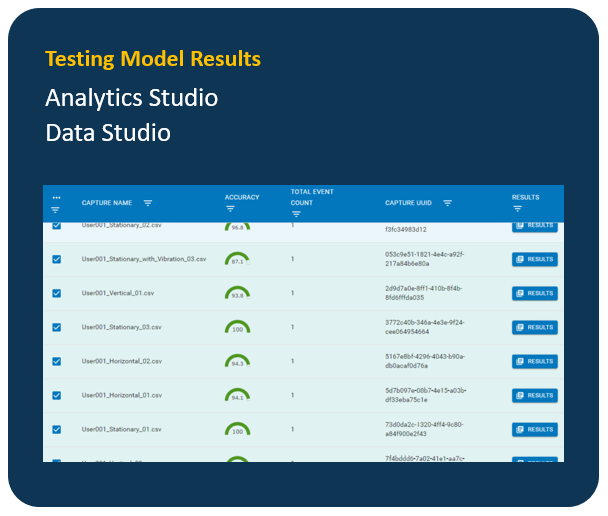 Testing Model Results
Analytics Studio
Data Studio
... CAPTURE NAME ACCURACY TOTAL EVENT COUNT CAPTURE UUID RESULTS
User001_Stationary_02.csv 96.8 1 f3fc34983d12 RESULTS
User001_Stationary_with_Vibration_03.csv 87.1 1 053c9e51-1821-4e4c-a92f-217a84b6e80a RESULTS
User001_Vertical_01.csv 93.8 1 2d9d7a0e-8ff1-410b-8f4b-8fd6fffda035 RESULTS
User001_Stationary_03.csv 100 1 3772c40b-346a-4e3e-9f24-cee064954664 RESULTS
User001_Horizontal_02.csv 94.3 1 5167e8bf-4296-4043-b90a-db0acaf0d76a RESULTS
User001_Horizontal_01.csv 94.1 1 5d7b097e-08b7-4e15-a03b-df33eba75c1e RESULTS
User001_Stationary_01.csv 100 1 73d0da2c-1320-4ff4-9c80-a84f900e2f43 RESULTS
7f4bddd6-7a02-41e1-aa7c-